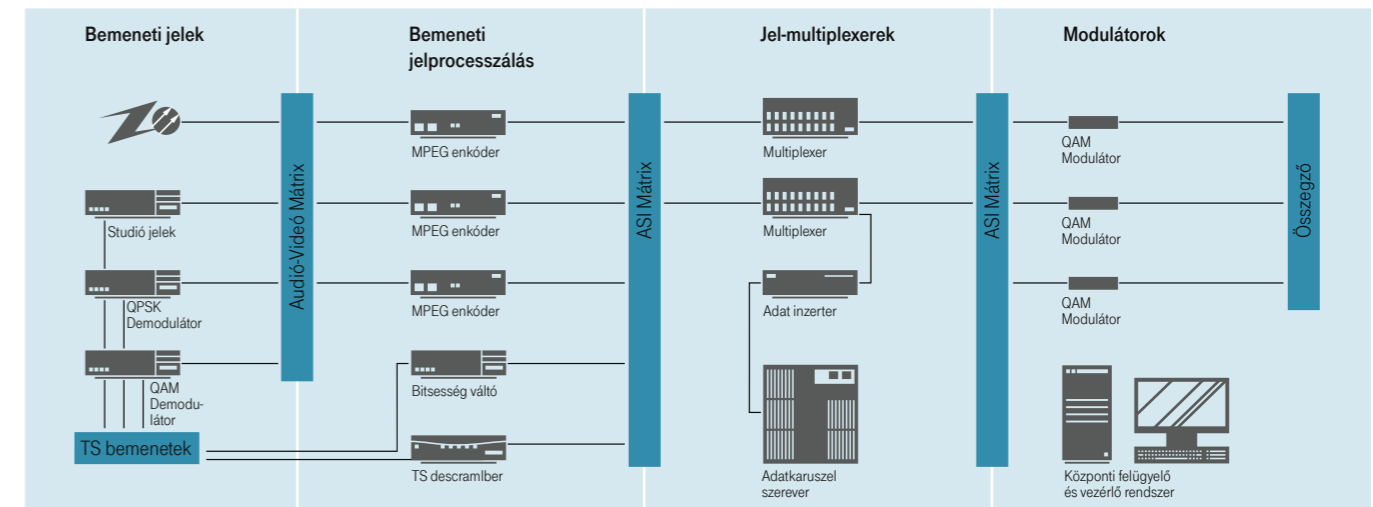 Bemeneti jelek
Studió jelek
QPSK
Demodulátor
QAM
Demodu-
látor
TS bemenetek
Audió-Videó Mátrix
Bemeneti
jelprocesszálás
MPEG enkóder
MPEG enkóder
MPEG enkóder
Bitsesség váltó
TS descramlber
ASI Mátrix
Jel-multiplexerek
Multiplexer
Multiplexer
Adat inzerter
Adatkaruszel
szerever
ASI Mátrix
Modulátorok
QAM
Modulátor
QAM
Modulátor
QAM
Modulátor
Központi felügyelő
és vezérlő rendszer
Összegző